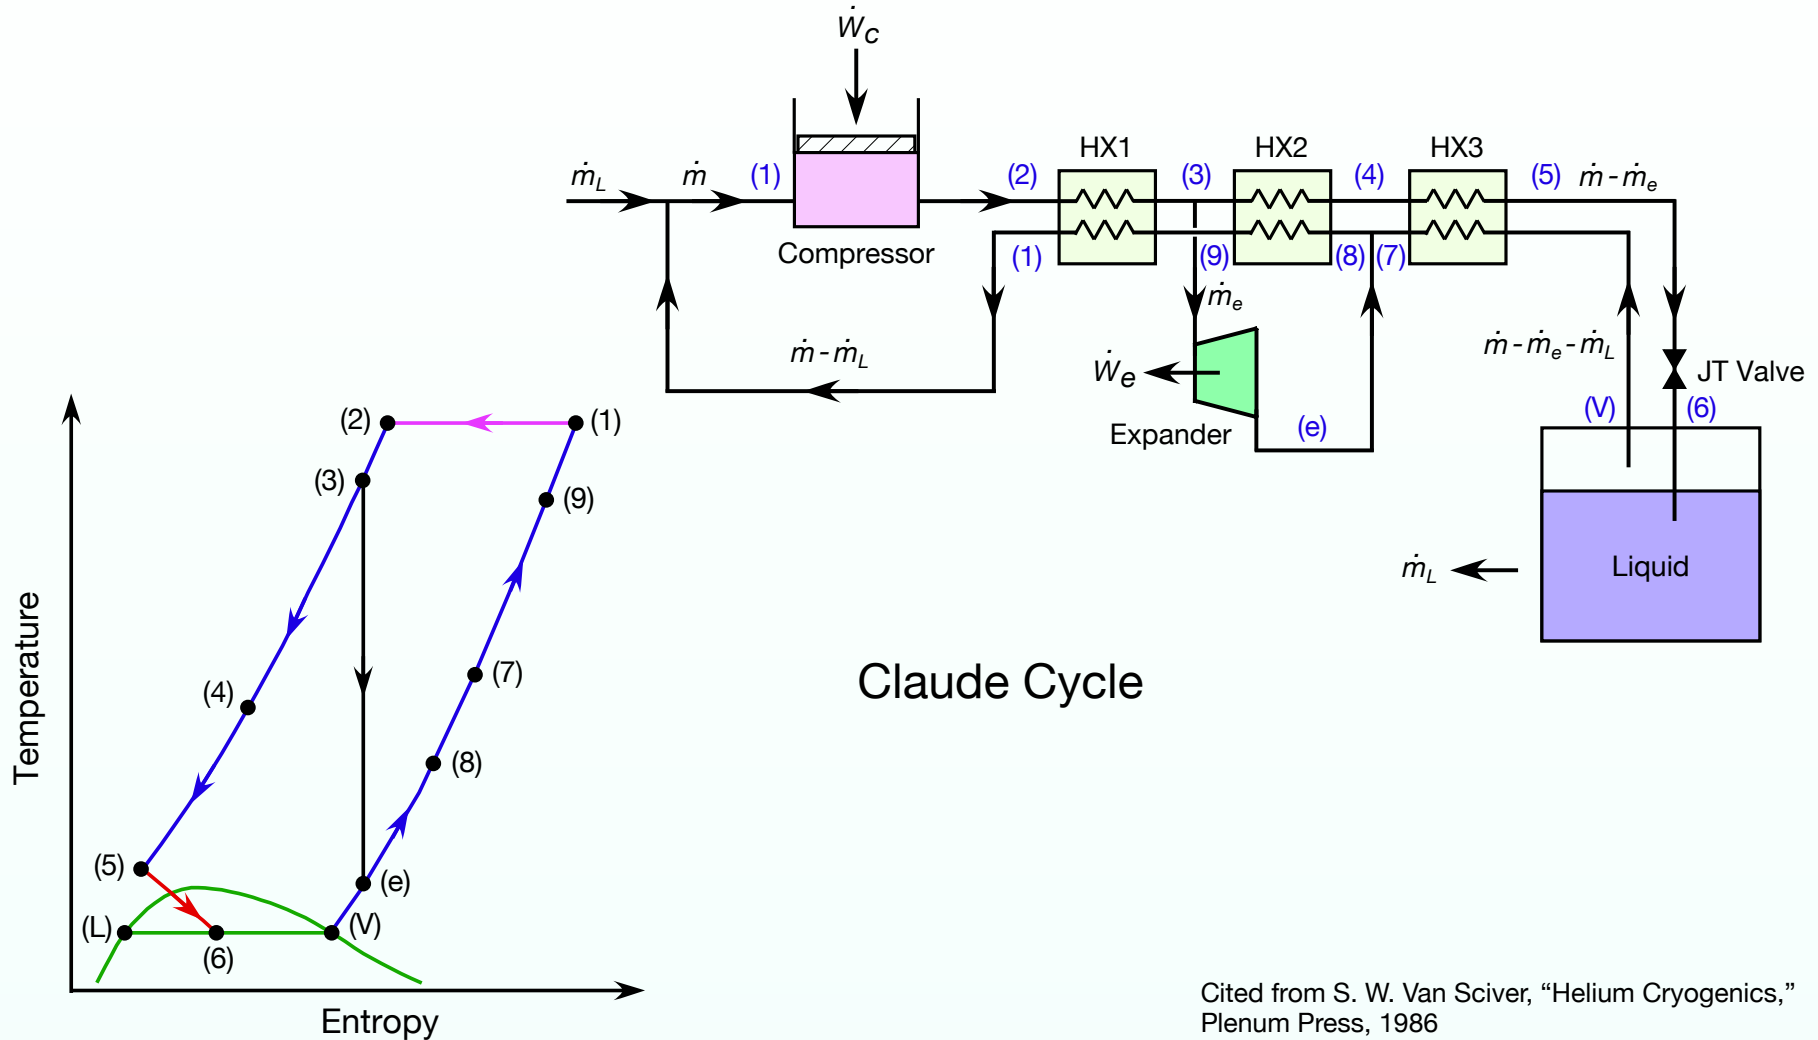 Ẇc
HX1
HX2
HX3
ṁL
ṁ
(1)
(2)
(3)
(4)
(5)
ṁ - ṁe
Compressor
(1)
(9)
(8)
(7)
ṁe
ṁ - ṁL
Ẇe
ṁ - ṁe - ṁL
JT Valve
(V)
(6)
Expander
(e)
Liquid
ṁL
(2)
(1)
(3)
(9)
(7)
(4)
(8)
(5)
(e)
(L)
(V)
(6)
Temperature
Entropy
Claude Cycle
Cited from S. W. Van Sciver, “Helium Cryogenics,”
Plenum Press, 1986